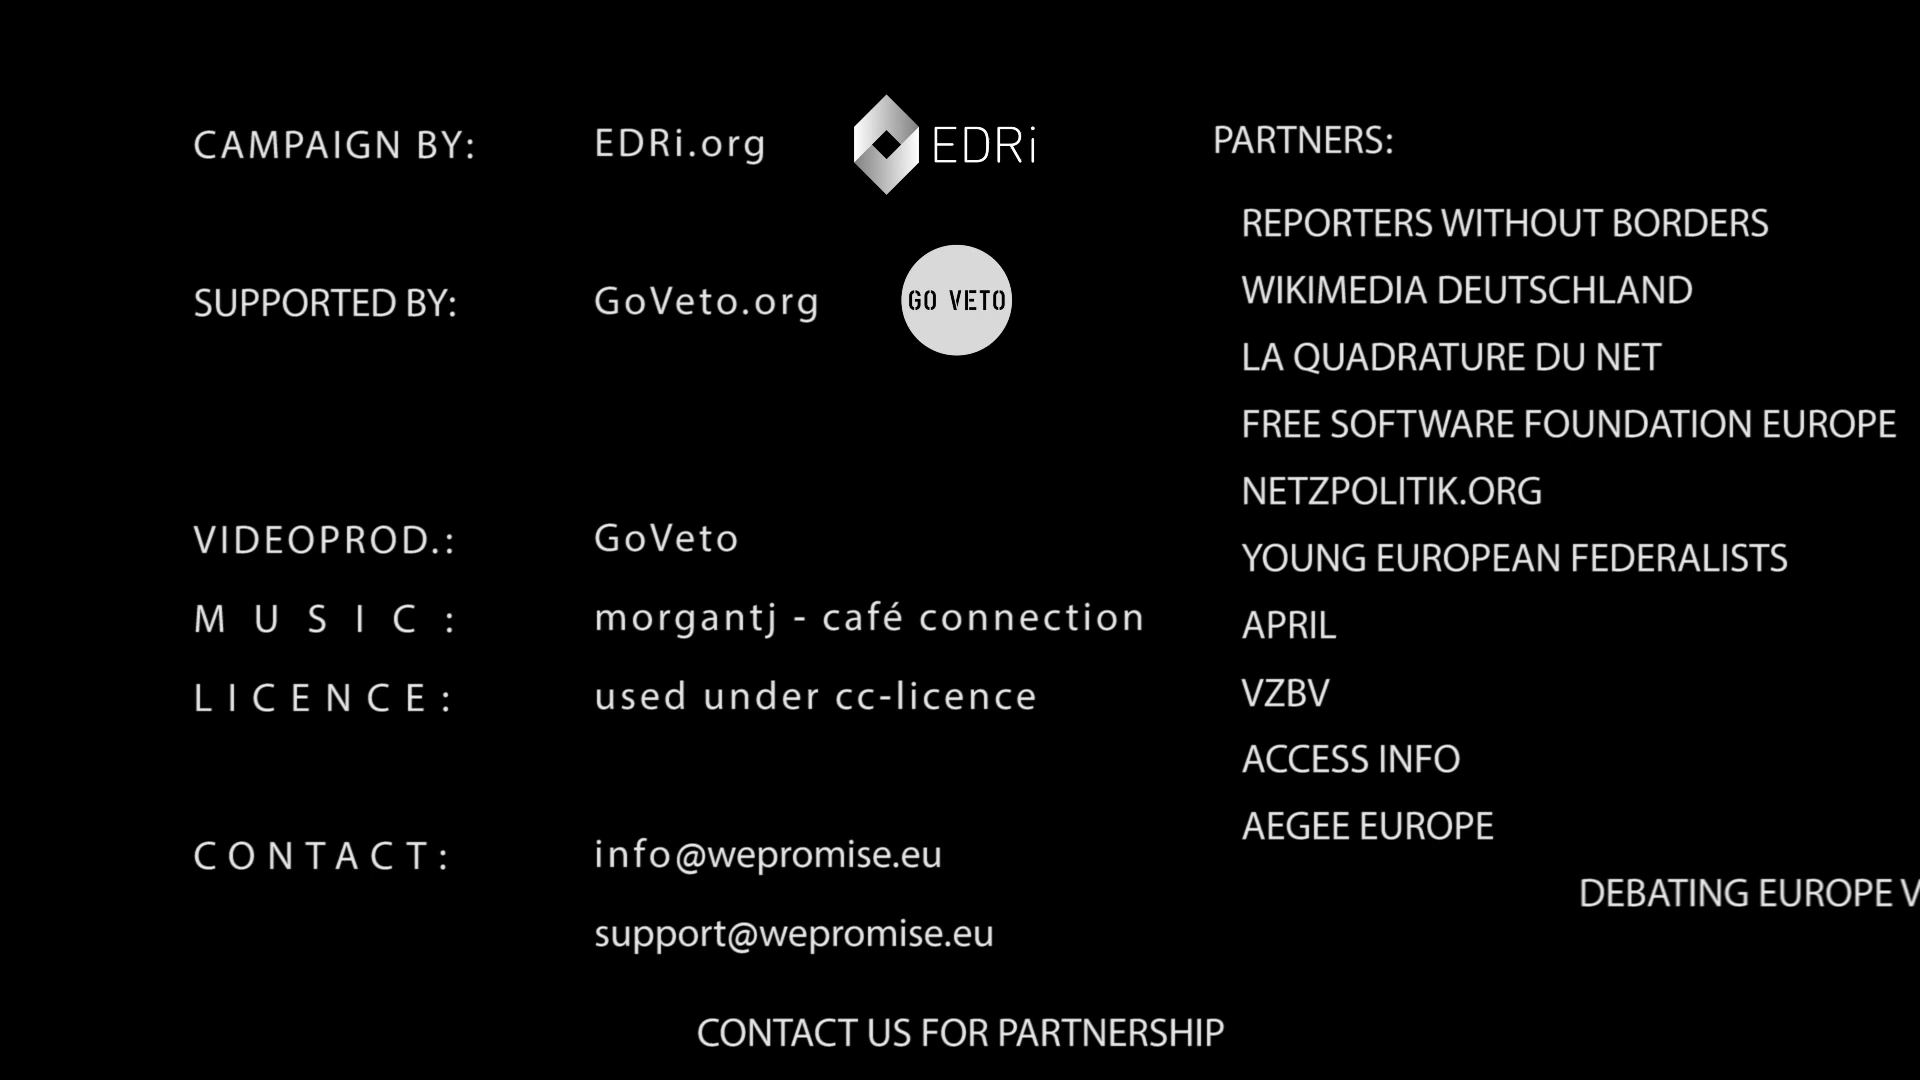 CAMPAIGN BY: EDRi.org EDRi
SUPPORTED BY: GoVeto.org GO VETO
VIDEOPROD.: GoVeto
MUSIC: morgantj - café connection
LICENCE: used under cc-licence
CONTACT: info@wepromise.eu
support@wepromise.eu
PARTNERS:
REPORTERS WITHOUT BORDERS
WIKIMEDIA DEUTSCHLAND
LA QUADRATURE DU NET
FREE SOFTWARE FOUNDATION EUROPE
NETZPOLITIK.ORG
YOUNG EUROPEAN FEDERALISTS
APRIL
VZBV
ACCESS INFO
AEGEE EUROPE
DEBATING EUROPE
CONTACT US FOR PARTNERSHIP